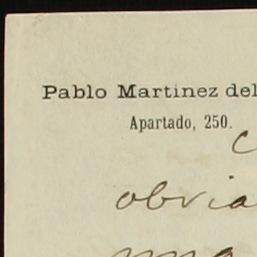 Pablo Martinez del
Apartado, 250.
obvia